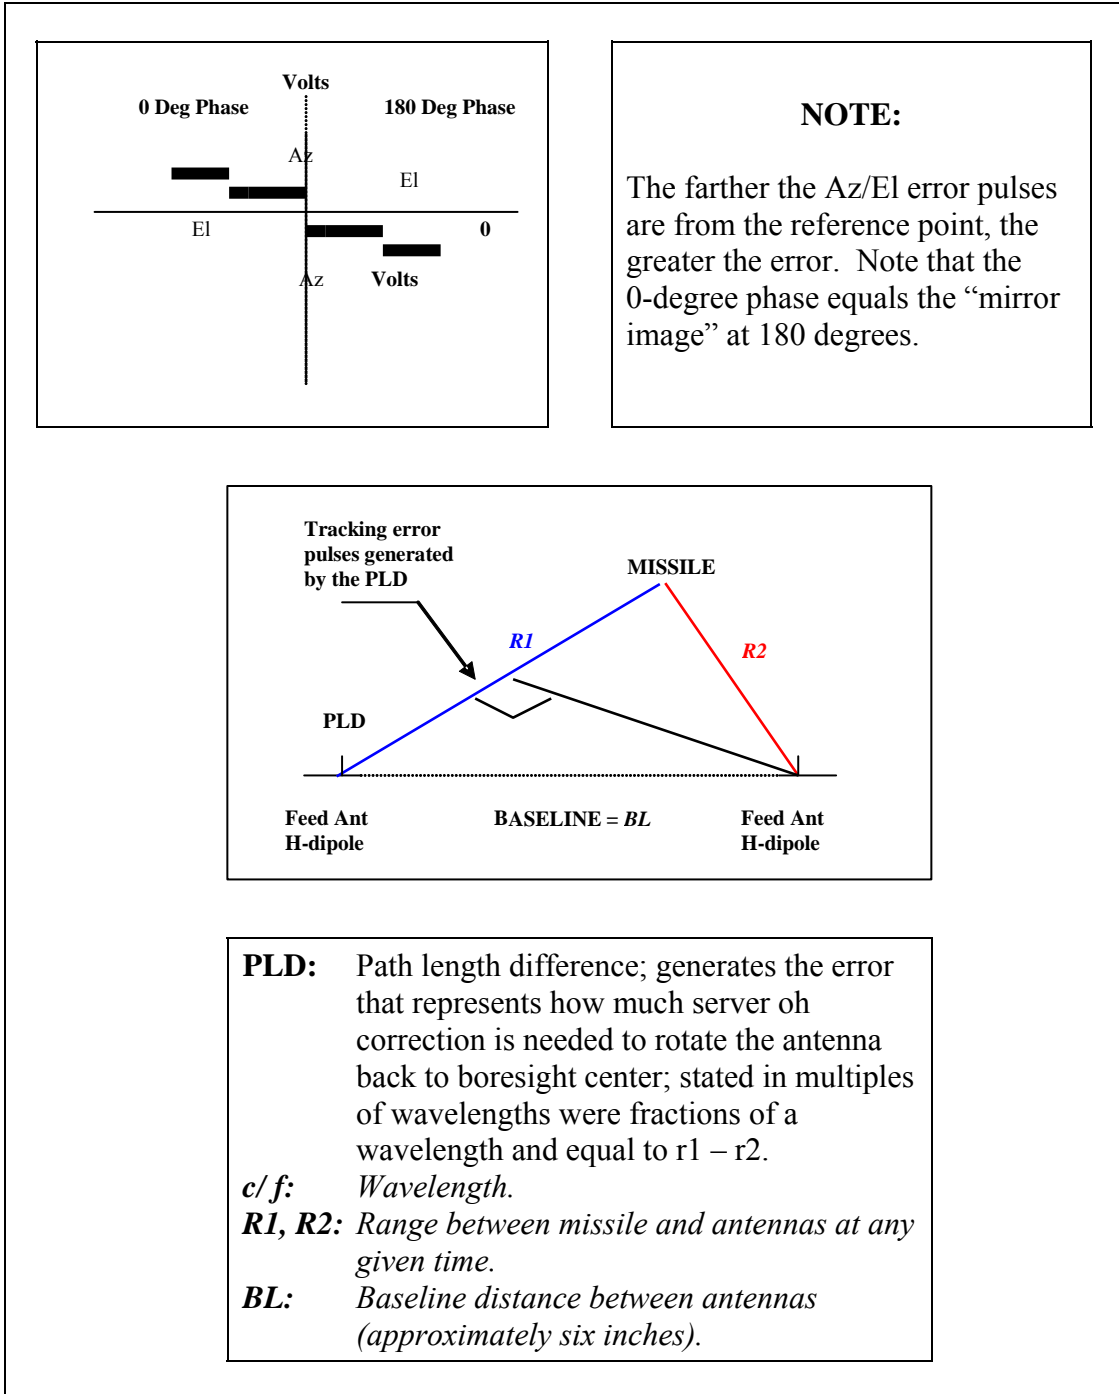 Volts
0 Deg Phase 180 Deg Phase
Az
El
El
0
Az
Volts
NOTE:
The farther the Az/El error pulses
are from the reference point, the
greater the error. Note that the
0-degree phase equals the “mirror
image” at 180 degrees.
Tracking error
pulses generated
by the PLD
MISSILE
R1
R2
PLD
Feed Ant
H-dipole
BASELINE = BL
Feed Ant
H-dipole
PLD: Path length difference; generates the error
that represents how much server oh
correction is needed to rotate the antenna
back to boresight center; stated in multiples
of wavelengths were fractions of a
wavelength and equal to r1 – r2.
c/ f: Wavelength.
R1, R2: Range between missile and antennas at any
given time.
BL: Baseline distance between antennas
(approximately six inches).